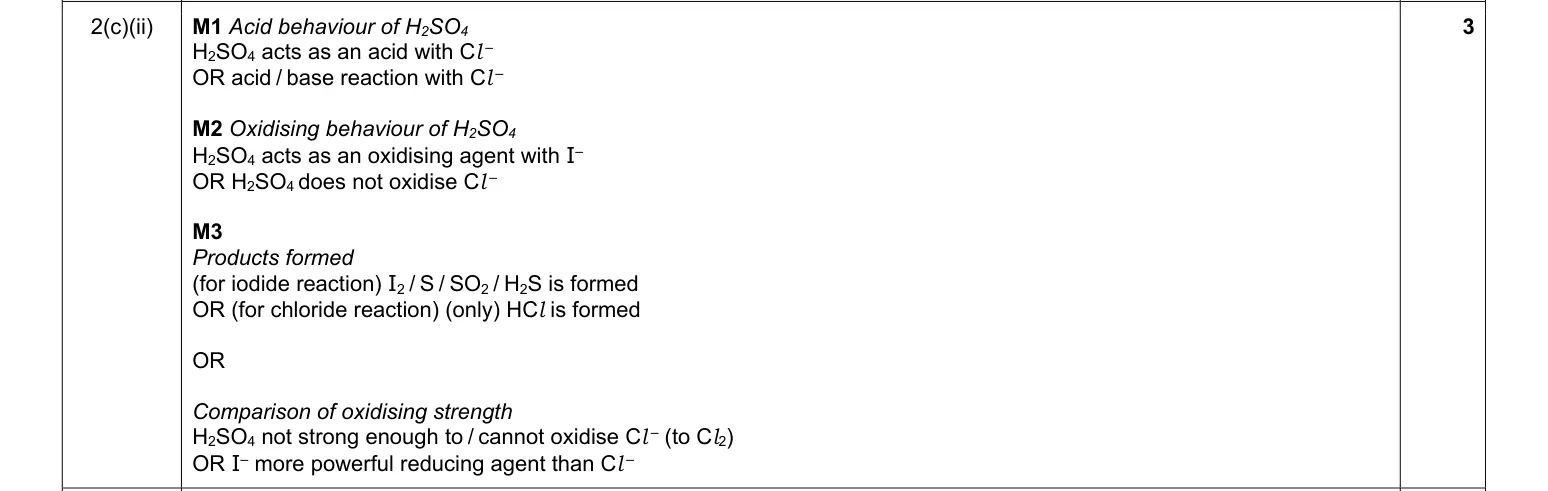 2(c)(ii)
M1 Acid behaviour of H₂SO₄
3
H₂SO₄ acts as an acid with Cl⁻
OR acid / base reaction with Cl⁻
M2 Oxidising behaviour of H₂SO₄
H₂SO₄ acts as an oxidising agent with I⁻
OR H₂SO₄ does not oxidise Cl⁻
M3
Products formed
(for iodide reaction) I₂ / S / SO₂ / H₂S is formed
OR (for chloride reaction) (only) HCl is formed
OR
Comparison of oxidising strength
H₂SO₄ not strong enough to / cannot oxidise Cl⁻ (to Cl₂)
OR I⁻ more powerful reducing agent than Cl⁻